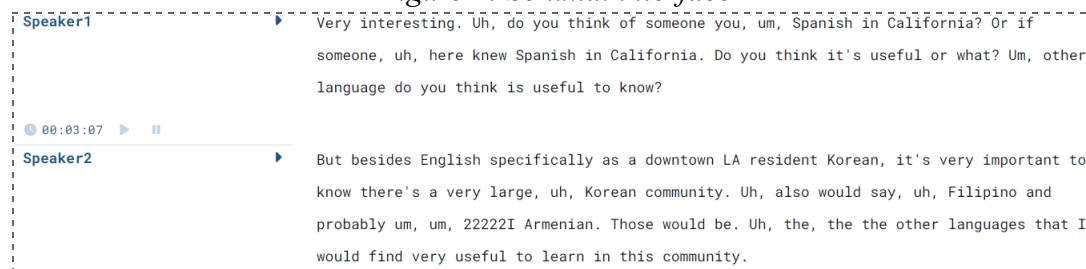 Speaker1
Very interesting. Uh, do you think of someone you, um, Spanish in California? Or if
someone, uh, here knew Spanish in California. Do you think it's useful or what? Um, other
language do you think is useful to know?
00:03:07
Speaker2
But besides English specifically as a downtown LA resident Korean, it's very important to
know there's a very large, uh, Korean community. Uh, also would say, uh, Filipino and
probably um, um, 22222I Armenian. Those would be. Uh, the, the the other languages that I
would find very useful to learn in this community.